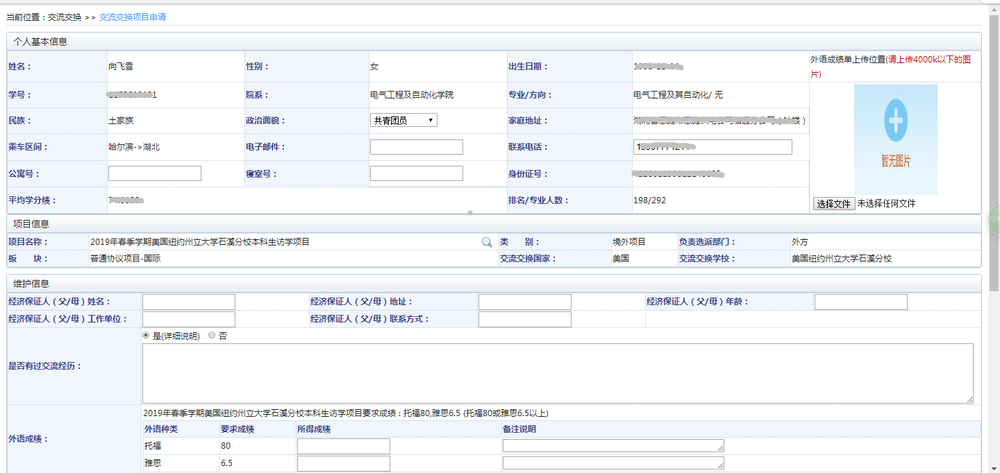 当前位置：交流交换 >> 交流交换项目申请
个人基本信息
姓名： 向飞雪 性别： 女 出生日期： 外语成绩单上传位置(请上传4000k以下的图片)
学号： 院系： 电气工程及自动化学院 专业/方向： 电气工程及其自动化/ 无
民族： 土家族 政治面貌： 共青团员 家庭地址：
乘车区间： 哈尔滨->湖北 电子邮件： 联系电话：
公寓号： 寝室号： 身份证号： 暂无图片
平均学分绩： 排名/专业人数： 198/292 选择文件 未选择任何文件
项目信息
项目名称： 2019年春季学期美国纽约州立大学石溪分校本科生访学项目 类 别： 境外项目 负责选派部门： 外方
板 块： 普通协议项目-国际 交流交换国家： 美国 交流交换学校： 美国纽约州立大学石溪分校
维护信息
经济保证人（父/母）姓名： 经济保证人（父/母）地址： 经济保证人（父/母）年龄：
经济保证人（父/母）工作单位： 经济保证人（父/母）联系方式：
是(详细说明) 否
是否有过交流经历：
2019年春季学期美国纽约州立大学石溪分校本科生访学项目要求成绩：托福80,雅思6.5 (托福80或雅思6.5以上)
外语种类 要求成绩 所得成绩 备注说明
外语成绩：
托福 80
雅思 6.5